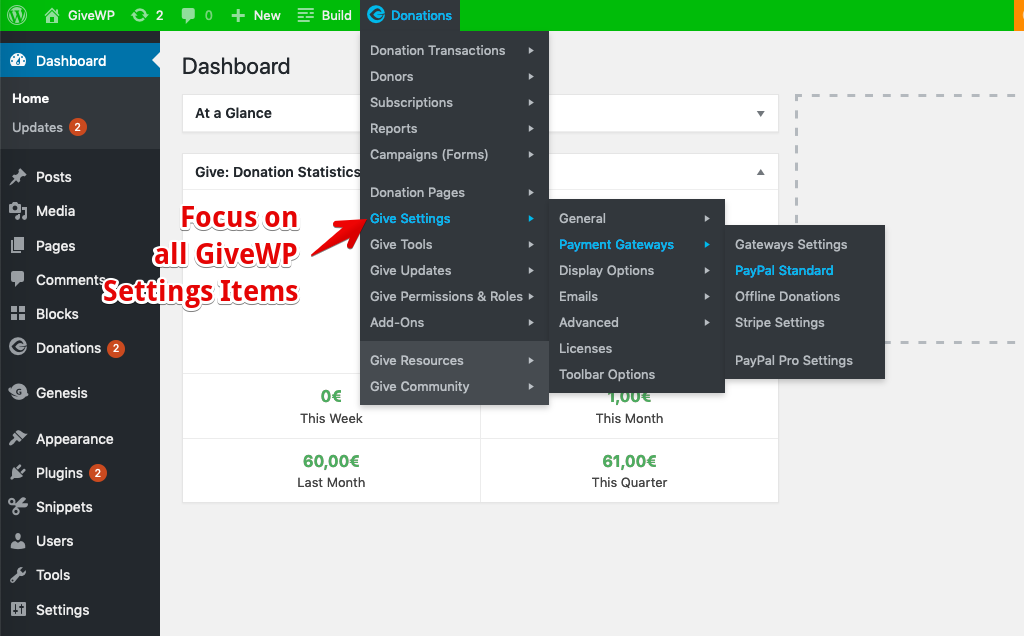 GiveWP 2 0 New Build Donations
Dashboard
Home
Updates 2
Posts
Media
Pages
Comments
Blocks
Donations 2
Genesis
Appearance
Plugins 2
Snippets
Users
Tools
Settings
Dashboard
At a Glance
Give: Donation Statistics
Focus on
all GiveWP
Settings Items
Donation Transactions
Donors
Subscriptions
Reports
Campaigns (Forms)
Donation Pages
Give Settings
Give Tools
Give Updates
Give Permissions & Roles
Add-Ons
Give Resources
Give Community
General
Payment Gateways
Display Options
Emails
Advanced
Licenses
Toolbar Options
Gateways Settings
PayPal Standard
Offline Donations
Stripe Settings
PayPal Pro Settings
0€
This Week
1,00€
This Month
60,00€
Last Month
61,00€
This Quarter